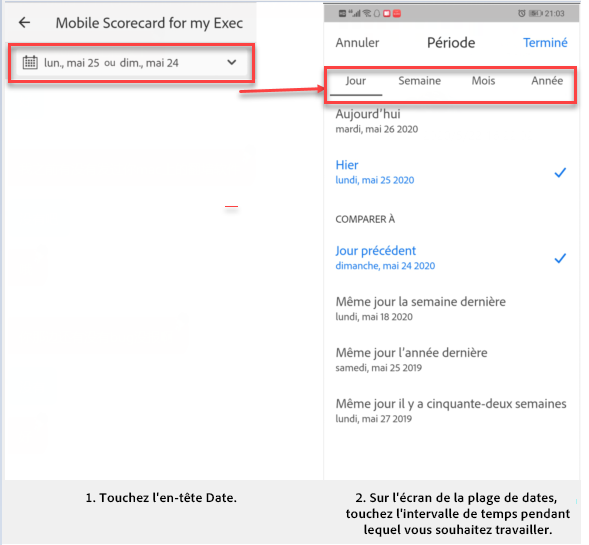 Mobile Scorecard for my Exec
lun., mai 25 ou dim., mai 24
1. Touchez l'en-tête Date.
21:03
Annuler
Période
Terminé
Jour
Semaine
Mois
Année
Aujourd'hui
mardi, mai 26 2020
Hier
lundi, mai 25 2020
COMPARER À
Jour précédent
dimanche, mai 24 2020
Même jour la semaine dernière
lundi, mai 18 2020
Même jour l'année dernière
samedi, mai 25 2019
Même jour il y a cinquante-deux semaines
lundi, mai 27 2019
2. Sur l'écran de la plage de dates,
touchez l'intervalle de temps pendant
lequel vous souhaitez travailler.